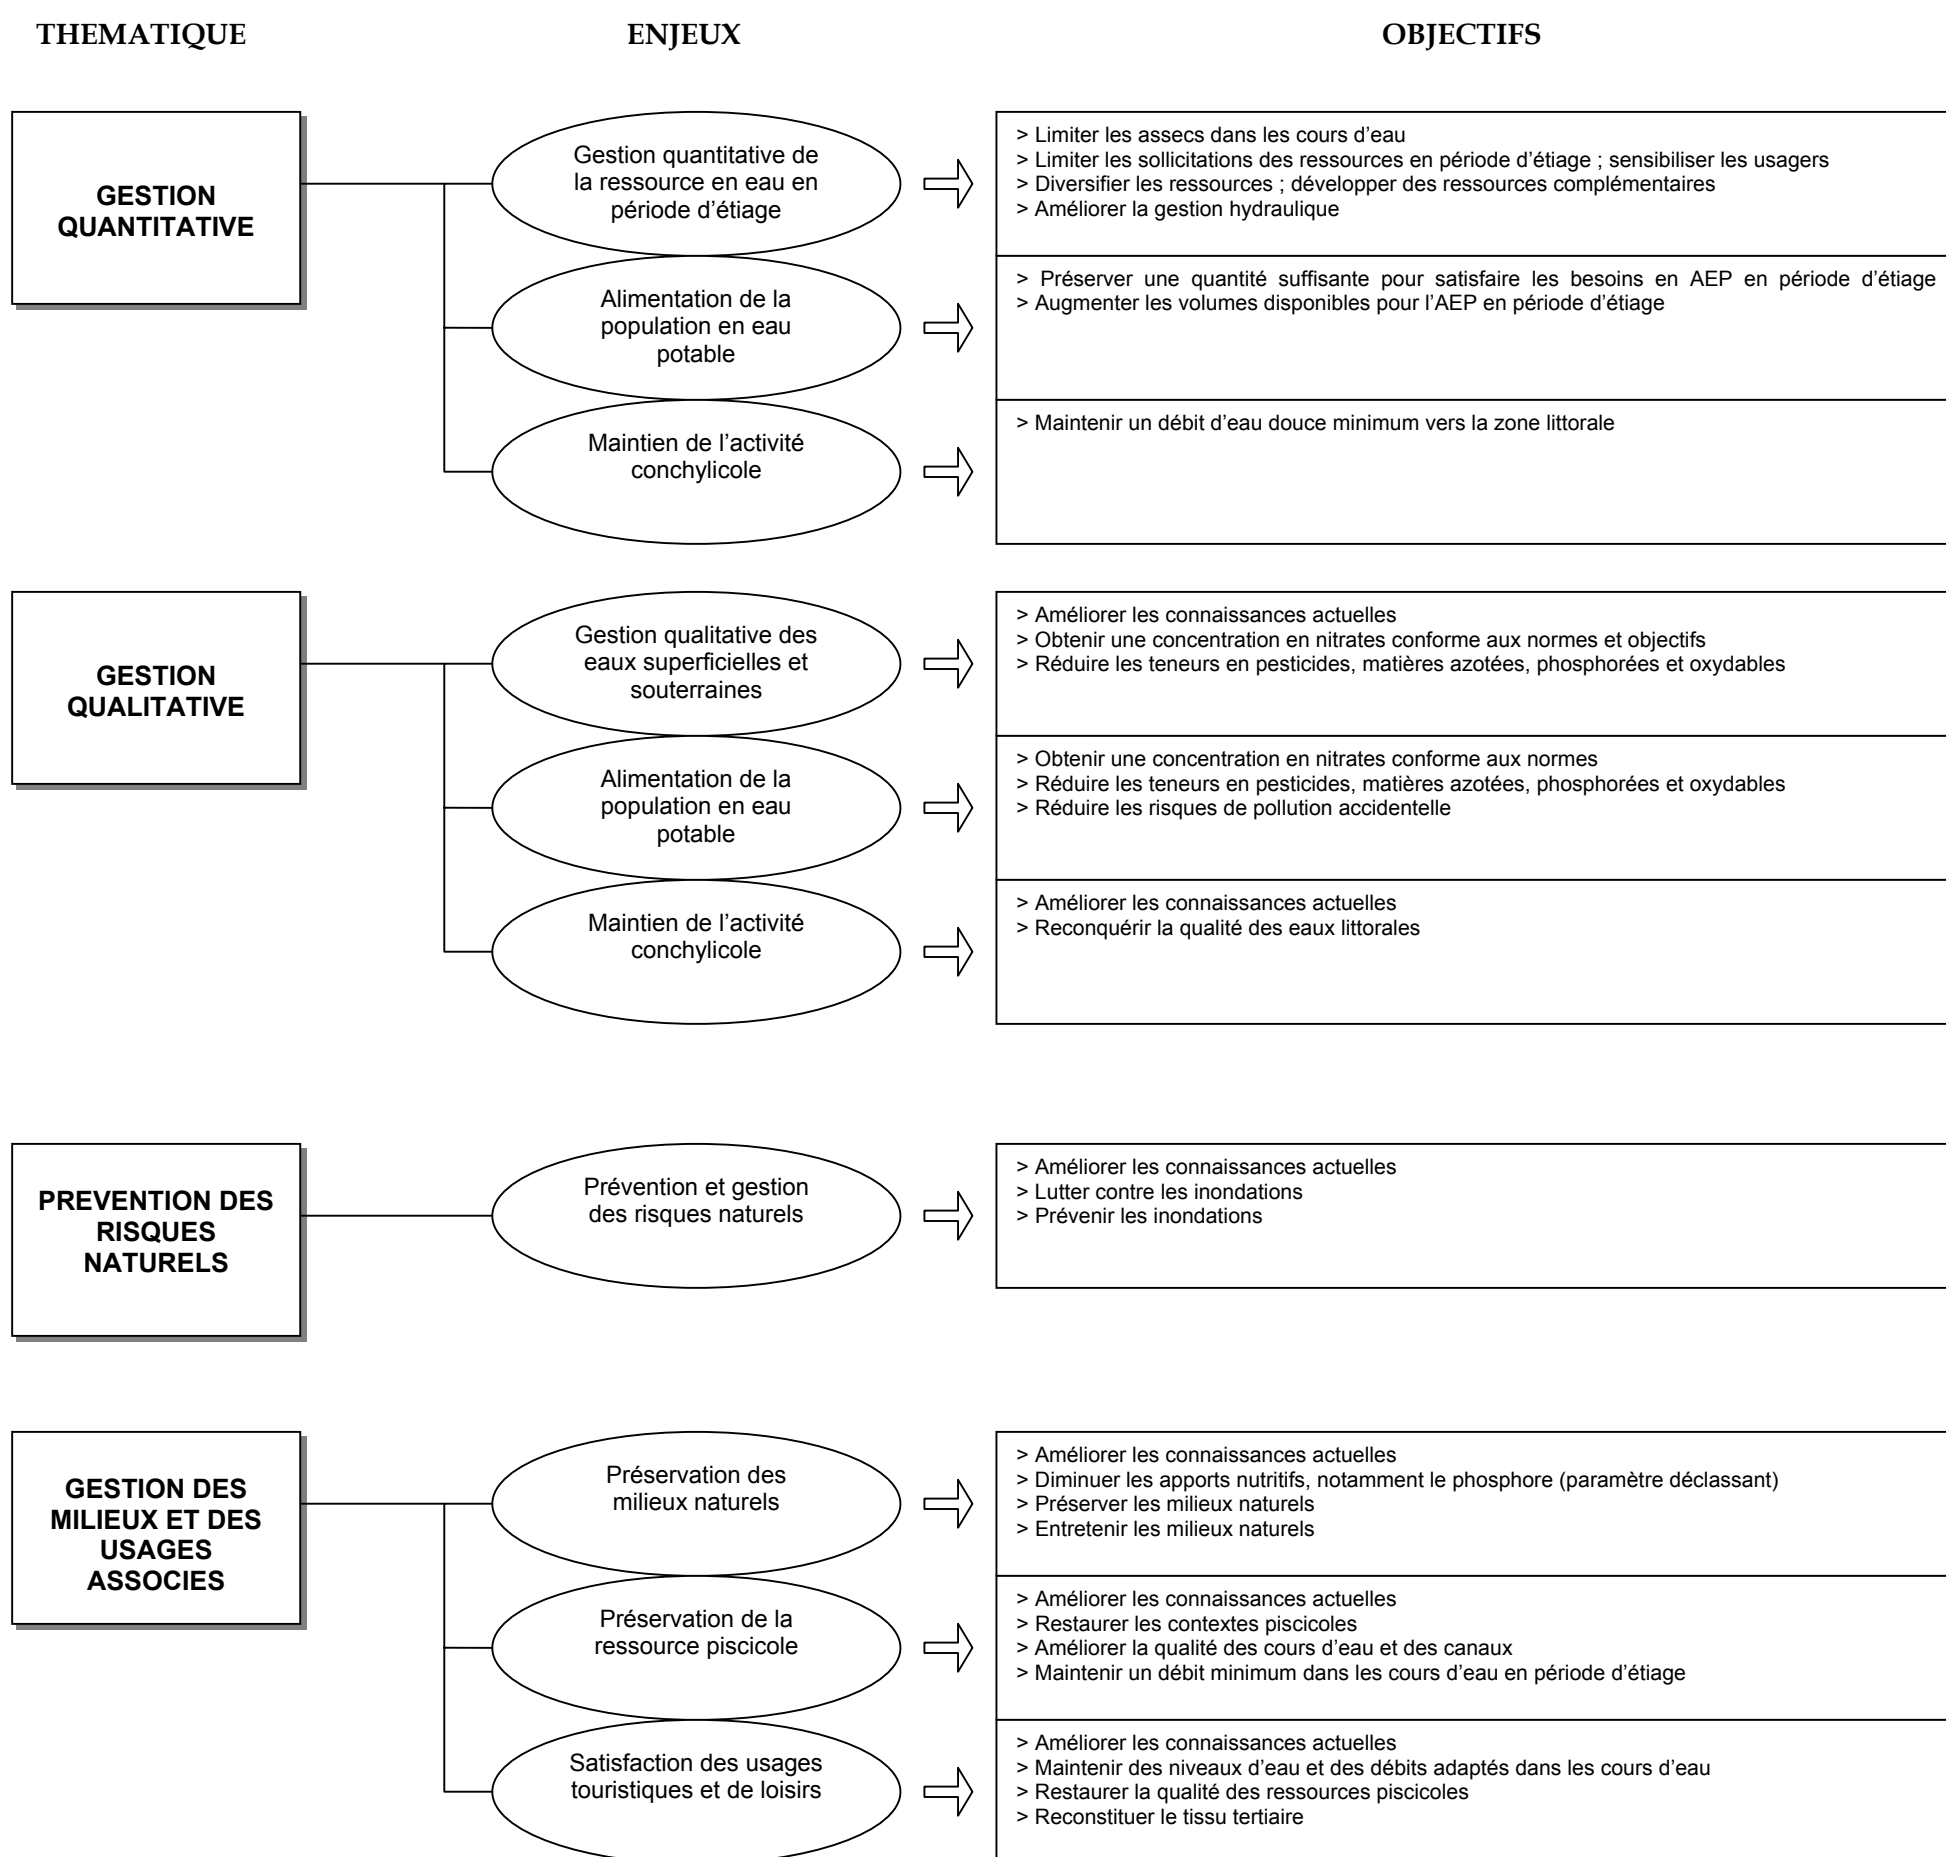 THEMATIQUE
ENJEUX
OBJECTIFS
GESTION
QUANTITATIVE
Gestion quantitative de
la ressource en eau en
période d’étiage
> Limiter les assecs dans les cours d’eau
> Limiter les sollicitations des ressources en période d’étiage ; sensibiliser les usagers
> Diversifier les ressources ; développer des ressources complémentaires
> Améliorer la gestion hydraulique
Alimentation de la
population en eau
potable
> Préserver une quantité suffisante pour satisfaire les besoins en AEP en période d’étiage
> Augmenter les volumes disponibles pour l’AEP en période d’étiage
Maintien de l’activité
conchylicole
> Maintenir un débit d’eau douce minimum vers la zone littorale
GESTION
QUALITATIVE
Gestion qualitative des
eaux superficielles et
souterraines
> Améliorer les connaissances actuelles
> Obtenir une concentration en nitrates conforme aux normes et objectifs
> Réduire les teneurs en pesticides, matières azotées, phosphorées et oxydables
Alimentation de la
population en eau
potable
> Obtenir une concentration en nitrates conforme aux normes
> Réduire les teneurs en pesticides, matières azotées, phosphorées et oxydables
> Réduire les risques de pollution accidentelle
Maintien de l’activité
conchylicole
> Améliorer les connaissances actuelles
> Reconquérir la qualité des eaux littorales
PREVENTION DES
RISQUES
NATURELS
Prévention et gestion
des risques naturels
> Améliorer les connaissances actuelles
> Lutter contre les inondations
> Prévenir les inondations
GESTION DES
MILIEUX ET DES
USAGES
ASSOCIES
Préservation des
milieux naturels
> Améliorer les connaissances actuelles
> Diminuer les apports nutritifs, notamment le phosphore (paramètre déclassant)
> Préserver les milieux naturels
> Entretenir les milieux naturels
Préservation de la
ressource piscicole
> Améliorer les connaissances actuelles
> Restaurer les contextes piscicoles
> Améliorer la qualité des cours d’eau et des canaux
> Maintenir un débit minimum dans les cours d’eau en période d’étiage
Satisfaction des usages
touristiques et de loisirs
> Améliorer les connaissances actuelles
> Maintenir des niveaux d’eau et des débits adaptés dans les cours d’eau
> Restaurer la qualité des ressources piscicoles
> Reconstituer le tissu tertiaire